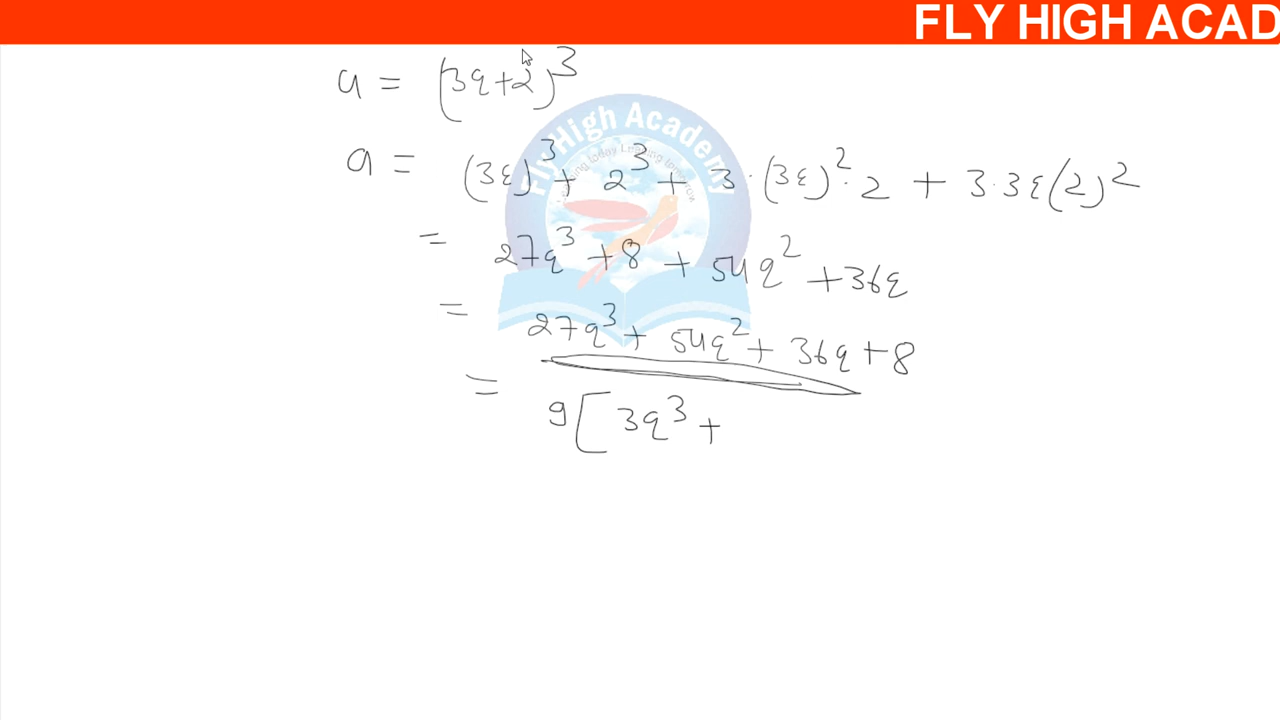 FLY HIGH ACAD
a = (3q+2)^3
a = (3q)^3 + 2^3 + 3·(3q)^2·2 + 3·3q(2)^2
= 27q^3 + 8 + 54q^2 + 36q
= 27q^3 + 54q^2 + 36q + 8
= 9[3q^3 +
Fly High Academy